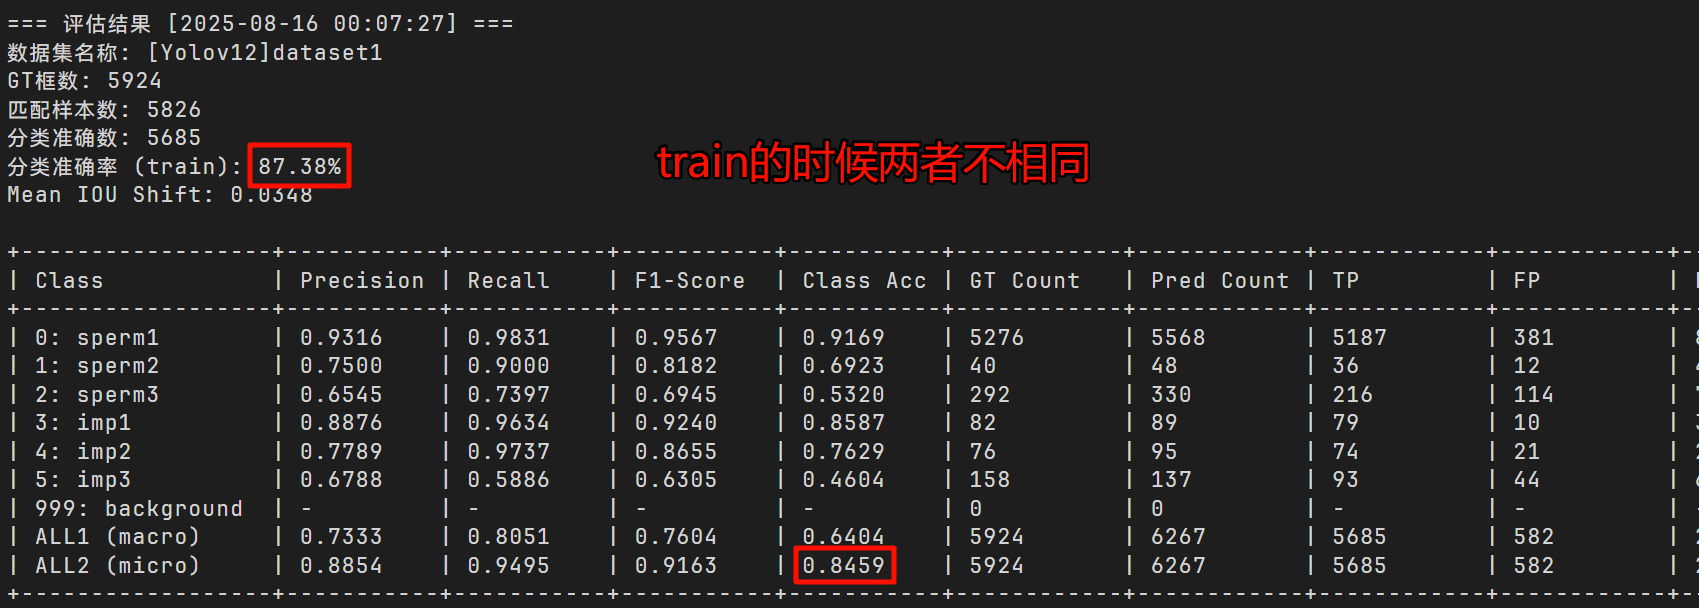 === 评估结果 [2025-08-16 00:07:27] ===
数据集名称: [Yolov12]dataset1
GT框数: 5924
匹配样本数: 5826
分类准确数: 5685
分类准确率 (train): 87.38%
train的时候两者不相同
Mean IOU Shift: 0.0348
+------------------+-----------+-----------+-----------+-----------+------------+------------+------------+------------+--
| Class | Precision | Recall | F1-Score | Class Acc | GT Count | Pred Count | TP | FP |
+------------------+-----------+-----------+-----------+-----------+------------+------------+------------+------------+--
| 0: sperm1 | 0.9316 | 0.9831 | 0.9567 | 0.9169 | 5276 | 5568 | 5187 | 381 |
| 1: sperm2 | 0.7500 | 0.9000 | 0.8182 | 0.6923 | 40 | 48 | 36 | 12 |
| 2: sperm3 | 0.6545 | 0.7397 | 0.6945 | 0.5320 | 292 | 330 | 216 | 114 |
| 3: imp1 | 0.8876 | 0.9634 | 0.9240 | 0.8587 | 82 | 89 | 79 | 10 |
| 4: imp2 | 0.7789 | 0.9737 | 0.8655 | 0.7629 | 76 | 95 | 74 | 21 |
| 5: imp3 | 0.6788 | 0.5886 | 0.6305 | 0.4604 | 158 | 137 | 93 | 44 |
| 999: background | - | - | - | - | 0 | 0 | - | - |
| ALL1 (macro) | 0.7333 | 0.8051 | 0.7604 | 0.6404 | 5924 | 6267 | 5685 | 582 |
| ALL2 (micro) | 0.8854 | 0.9495 | 0.9163 | 0.8459 | 5924 | 6267 | 5685 | 582 |
+------------------+-----------+-----------+-----------+-----------+------------+------------+------------+------------+--